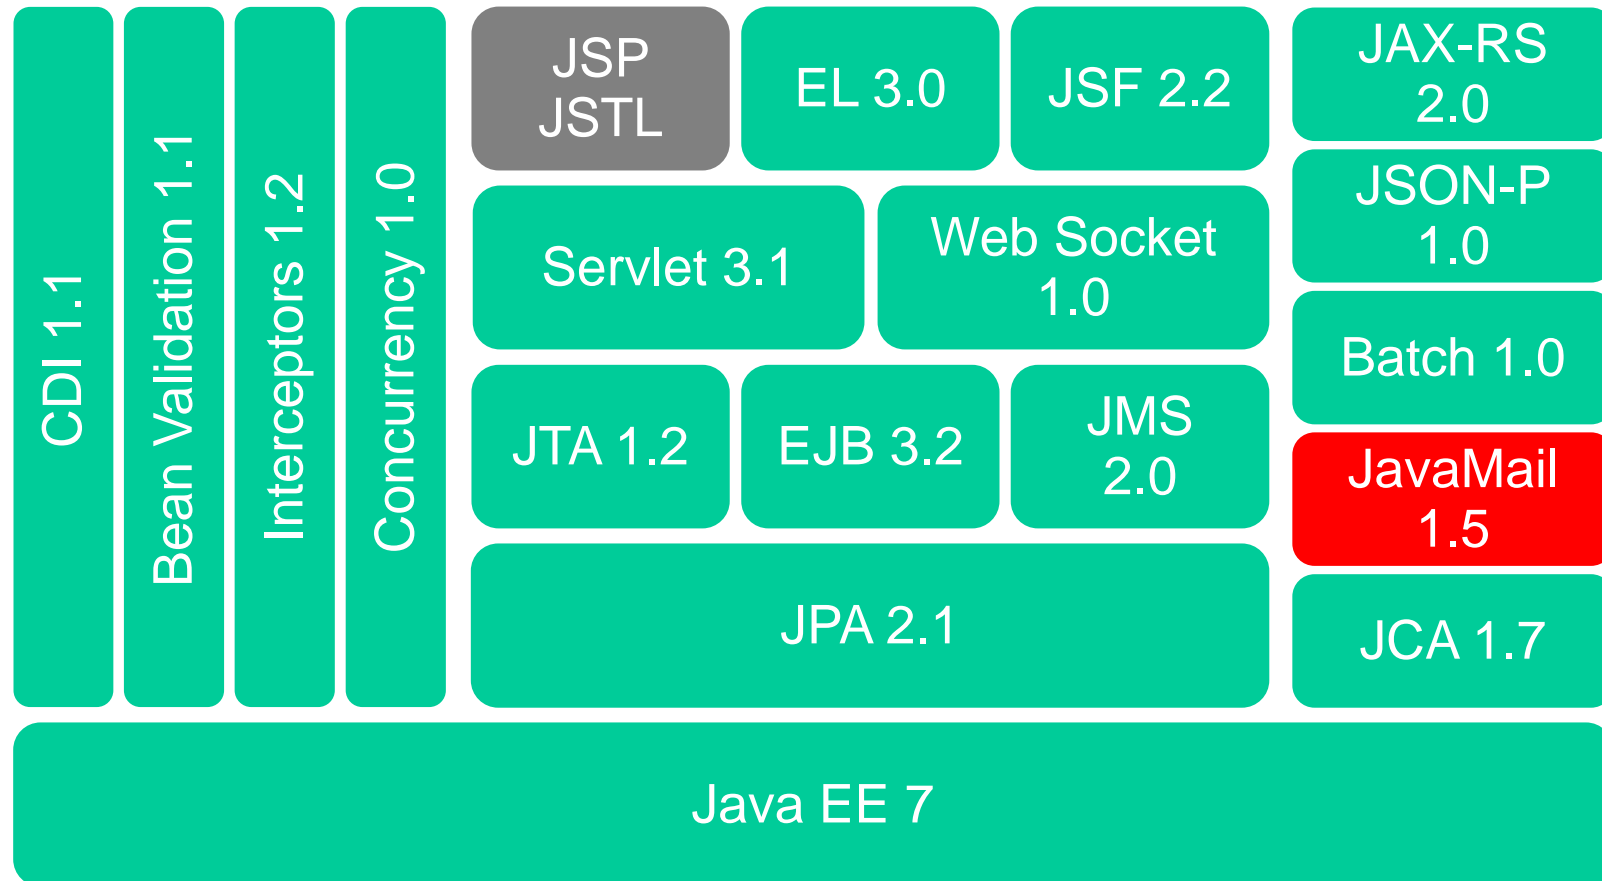 CDI 1.1
Bean Validation 1.1
Interceptors 1.2
Concurrency 1.0
JSP
JSTL
EL 3.0
JSF 2.2
Servlet 3.1
Web Socket
1.0
JTA 1.2
EJB 3.2
JMS
2.0
JPA 2.1
JAX-RS
2.0
JSON-P
1.0
Batch 1.0
JavaMail
1.5
JCA 1.7
Java EE 7